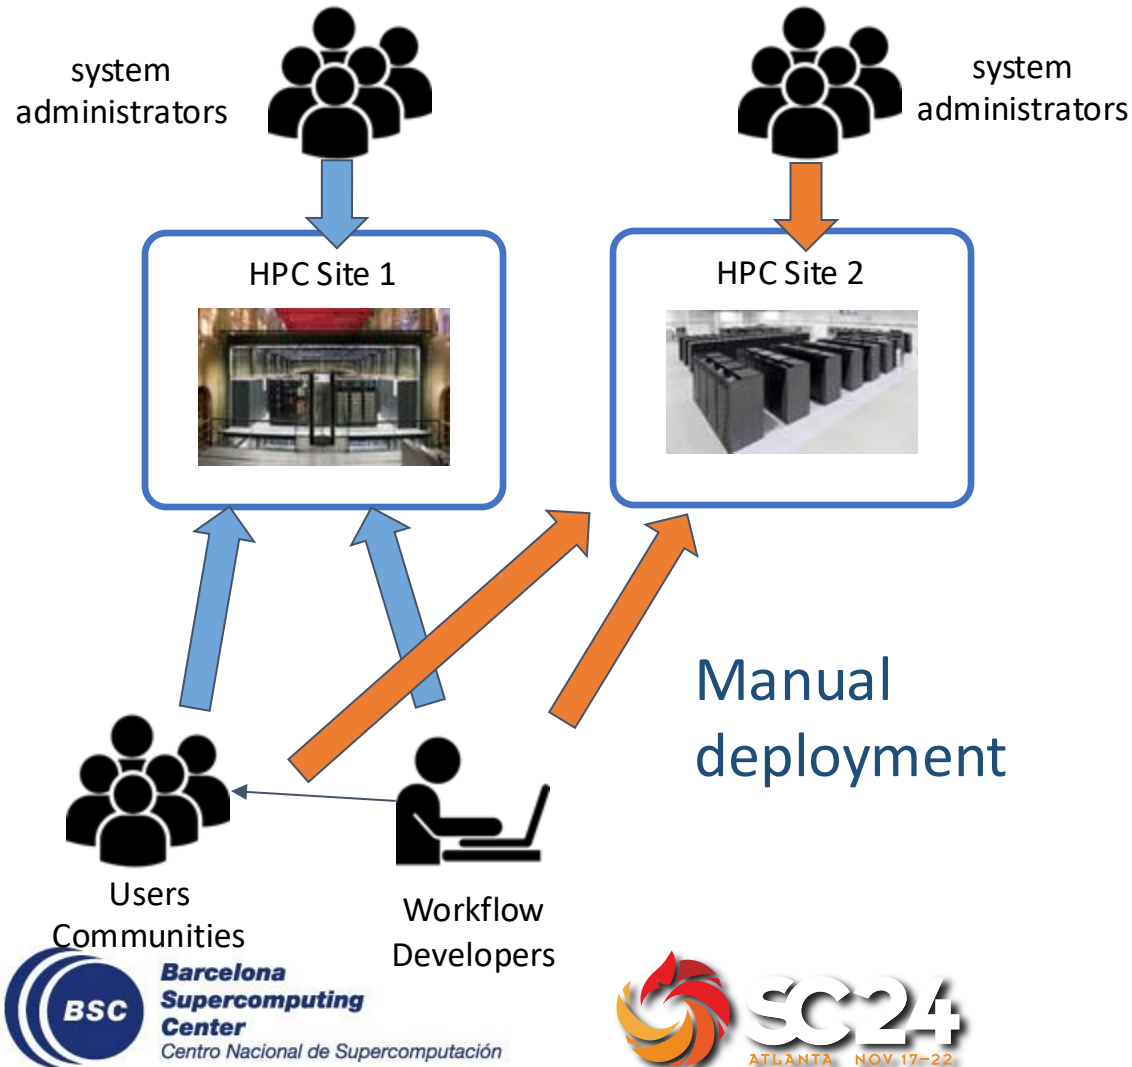 system
administrators
system
administrators
HPC Site 1
HPC Site 2
Manual
deployment
Users
Communities
Workflow
Developers
BSC
Barcelona
Supercomputing
Center
Centro Nacional de Supercomputación
SC24
ATLANTA NOV 17–22